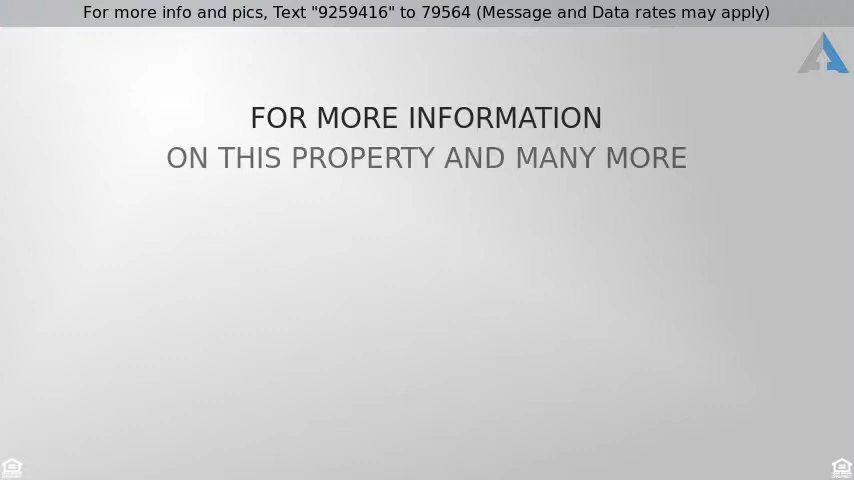 For more info and pics, Text "9259416" to 79564 (Message and Data rates may apply)
FOR MORE INFORMATION
ON THIS PROPERTY AND MANY MORE